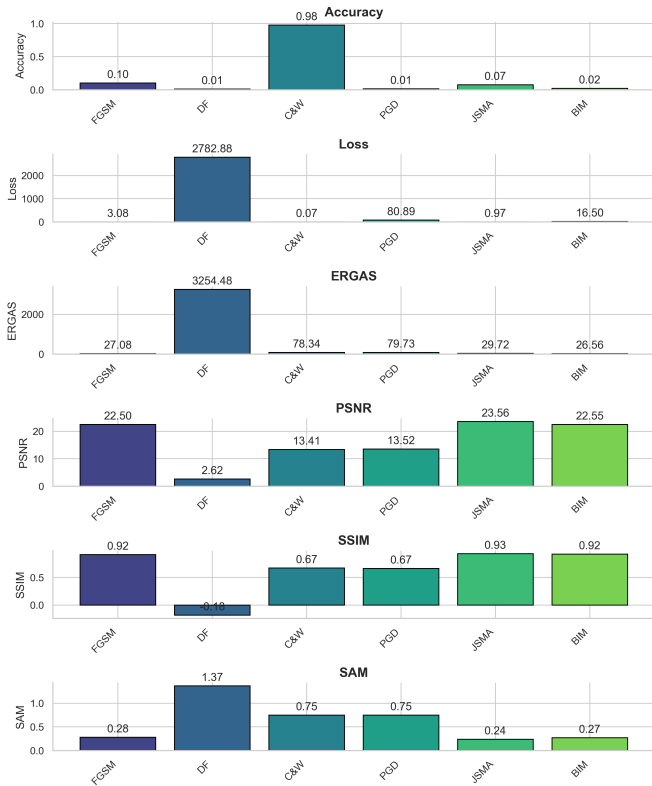 Accuracy
Accuracy
1.0
0.5
0.0
0.10
0.01
0.98
0.01
0.07
0.02
FGSM
DF
C&W
PGD
JSMA
BIM
Loss
Loss
2000
1000
0
3.08
2782.88
0.07
80.89
0.97
16.50
FGSM
DF
C&W
PGD
JSMA
BIM
ERGAS
ERGAS
2000
0
27.08
3254.48
78.34
79.73
29.72
26.56
FGSM
DF
C&W
PGD
JSMA
BIM
PSNR
PSNR
20
10
0
22.50
2.62
13.41
13.52
23.56
22.55
FGSM
DF
C&W
PGD
JSMA
BIM
SSIM
SSIM
0.5
0.0
0.92
-0.18
0.67
0.67
0.93
0.92
FGSM
DF
C&W
PGD
JSMA
BIM
SAM
SAM
1.0
0.5
0.0
0.28
1.37
0.75
0.75
0.24
0.27
FGSM
DF
C&W
PGD
JSMA
BIM